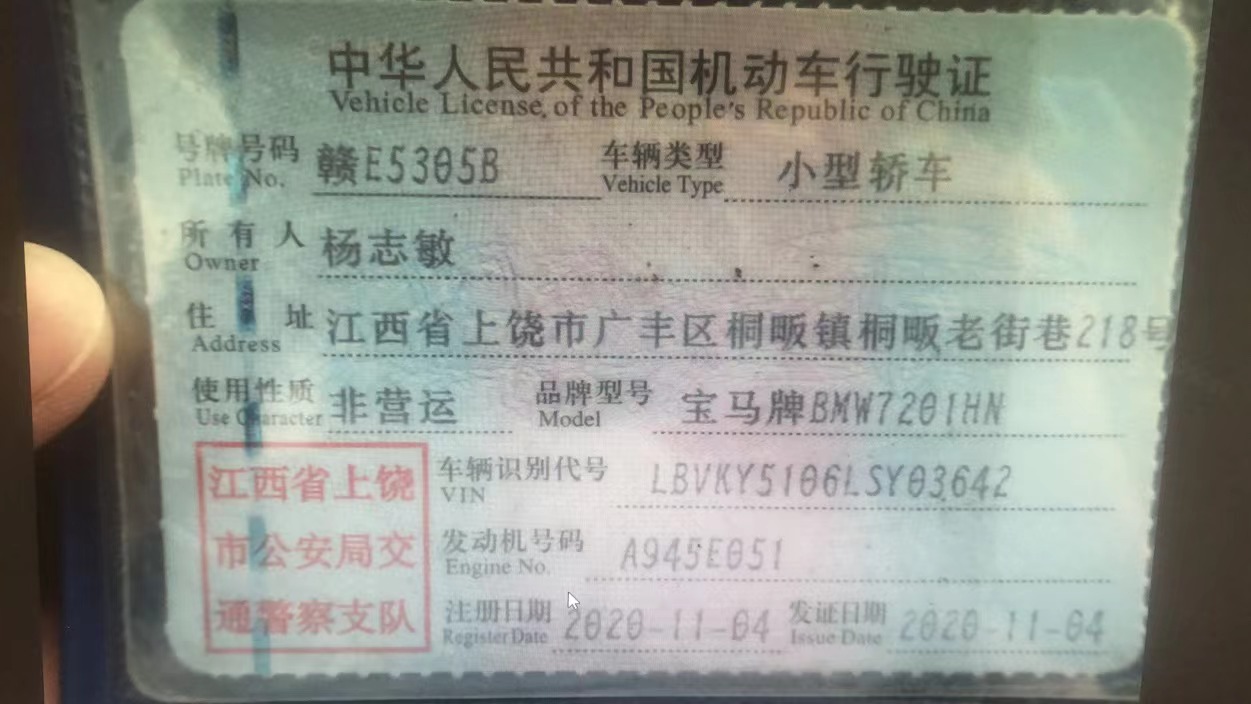 中华人民共和国机动车行驶证
Vehicle License of the People's Republic of China
号牌号码 赣E5305B 车辆类型 小型轿车
Plate No. Vehicle Type
所有人 杨志敏
Owner
住址 江西省上饶市广丰区桐畈镇桐畈老街巷218号
Address
使用性质 非营运 品牌型号 宝马牌BMW7201HN
Use Character Model
江西省上饶 车辆识别代号 LBVKY5106LSY03642
VIN
市公安局交 发动机号码 A945E051
Engine No.
通警察支队 注册日期 2020-11-04 发证日期 2020-11-04
Register Date Issue Date